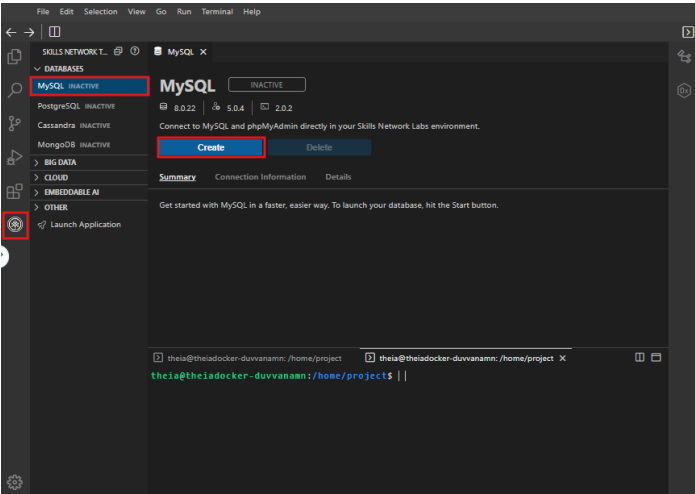 File Edit Selection View Go Run Terminal Help
SKILLS NETWORK T...
MySQL
DATABASES
MySQL INACTIVE
PostgreSQL INACTIVE
Cassandra INACTIVE
MongoDB INACTIVE
BIG DATA
CLOUD
EMBEDDABLE AI
OTHER
Launch Application
MySQL INACTIVE
8.0.22 5.0.4 2.0.2
Connect to MySQL and phpMyAdmin directly in your Skills Network Labs environment.
Create Delete
Summary Connection Information Details
Get started with MySQL in a faster, easier way. To launch your database, hit the Start button.
theia@theiadocker-duvvanamn: /home/project theia@theiadocker-duvvanamn: /home/project
theia@theiadocker-duvvanamn:/home/project$